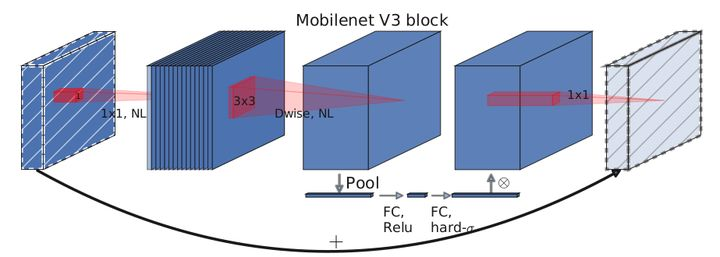 Mobilenet V3 block
1
1x1, NL
3x3
Dwise, NL
1x1
Pool
⊗
FC,
Relu
FC,
hard-σ
+